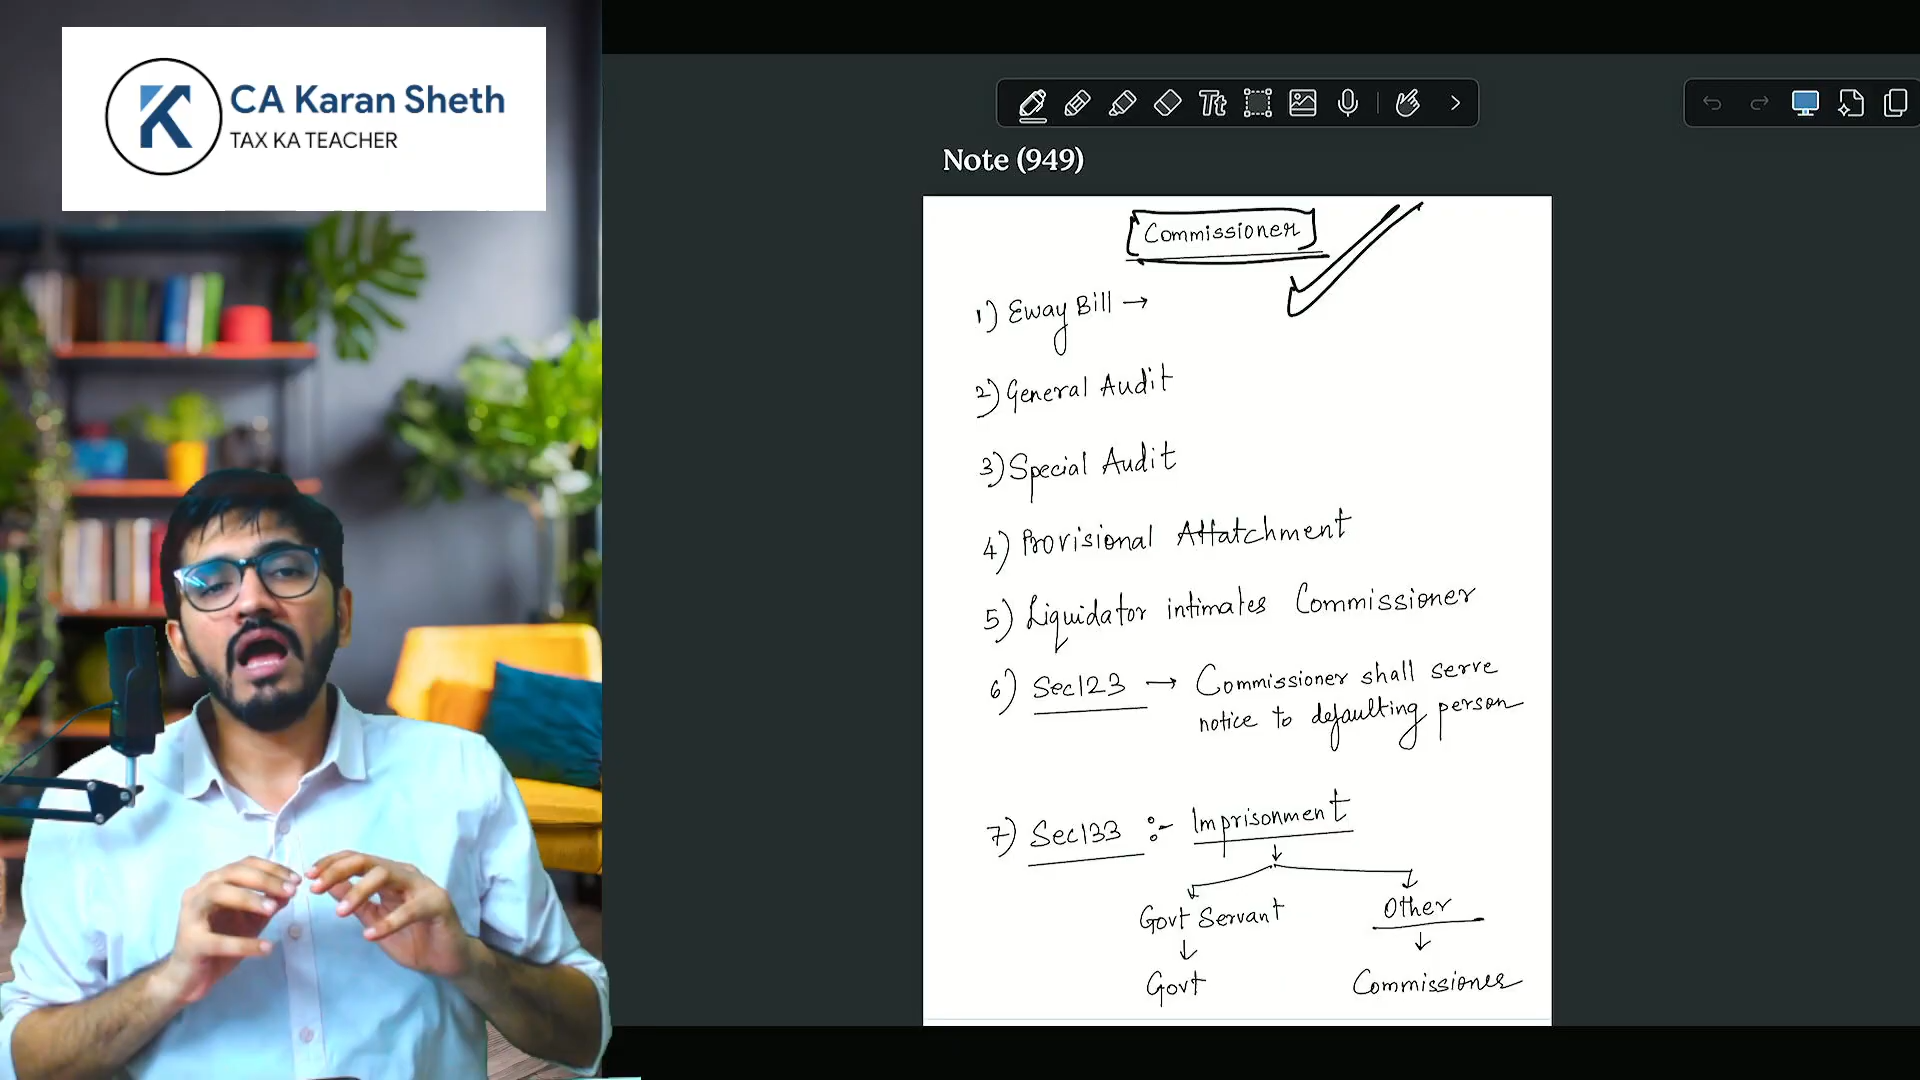 CA Karan Sheth
TAX KA TEACHER
Tt
Note (949)
Commissioner
1) Eway Bill →
2) General Audit
3) Special Audit
4) Provisional Attatchment
5) Liquidator intimates Commissioner
6) Sec123 → Commissioner shall serve
notice to defaulting person
7) Sec133 :- Imprisonment
Govt Servant
Other
Govt
Commissioner